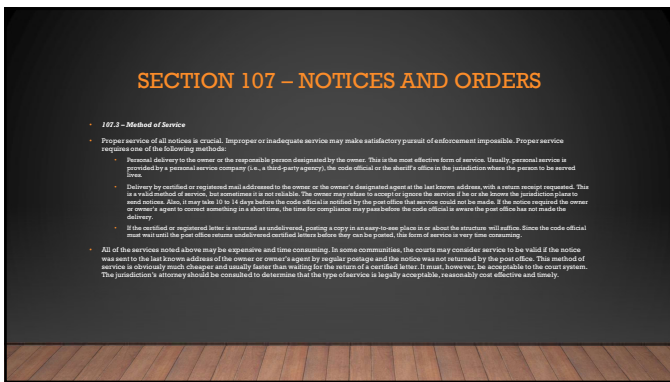 SECTION 107 – NOTICES AND ORDERS
• 107.3 – Method of Service
• Proper service of all notices is crucial. Improper or inadequate service may make satisfactory pursuit of enforcement impossible. Proper service
requires one of the following methods:
• Personal delivery to the owner or the responsible person designated by the owner. This is the most effective form of service. Usually, personal service is
provided by a personal service company (i.e., a third-party agency), the code official or the sheriff's office in the jurisdiction where the person to be served
lives.
• Delivery by certified or registered mail addressed to the owner or the owner's designated agent at the last known address, with a return receipt requested. This
is a valid method of service, but sometimes it is not reliable. The owner may refuse to accept or ignore the service if he or she knows the jurisdiction plans to
send notices. Also, it may take 10 to 14 days before the code official is notified by the post office that service could not be made. If the notice required the owner
or owner's agent to correct something in a short time, the time for compliance may pass before the code official is aware the post office has not made the
delivery.
• If the certified or registered letter is returned as undelivered, posting a copy in an easy-to-see place in or about the structure will suffice. Since the code official
must wait until the post office returns undelivered certified letters before they can be posted, this form of service is very time consuming.
• All of the services noted above may be expensive and time consuming. In some communities, the courts may consider service to be valid if the notice
was sent to the last known address of the owner or owner's agent by regular postage and the notice was not returned by the post office. This method of
service is obviously much cheaper and usually faster than waiting for the return of a certified letter. It must, however, be acceptable to the court system.
The jurisdiction's attorney should be consulted to determine that the type of service is legally acceptable, reasonably cost effective and timely.